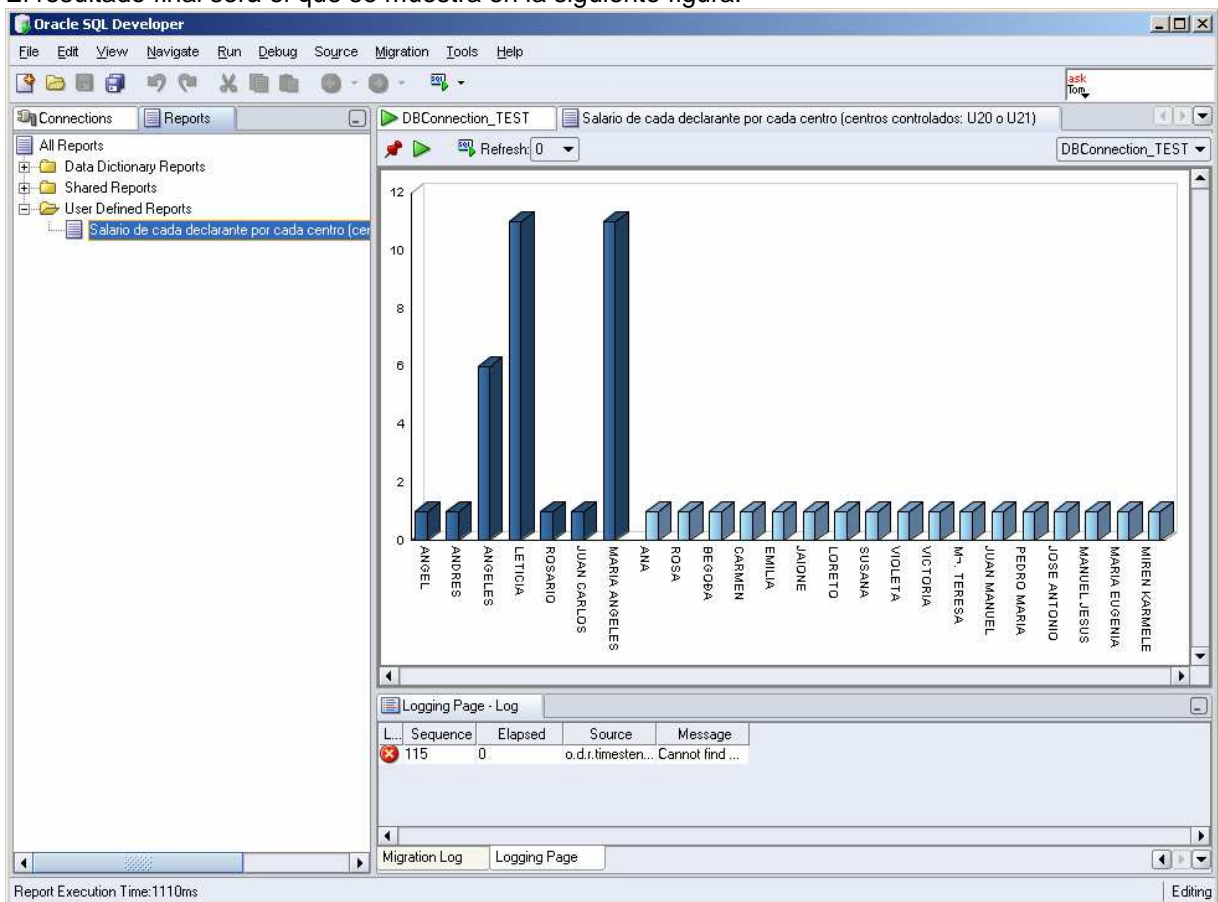 El resultado final será el que se muestra en la siguiente figura:
Oracle SQL Developer
File Edit View Navigate Run Debug Source Migration Tools Help
ask
Tom
Connections Reports
All Reports
Data Dictionary Reports
Shared Reports
User Defined Reports
Salario de cada declarante por cada centro (cer
DBConnection_TEST Salario de cada declarante por cada centro (centros controlados: U20 o U21)
SQL Refresh: 0 DBConnection_TEST
12
10
8
6
4
2
0
ANGEL
ANDRES
ANGELES
LETICIA
ROSARIO
JUAN CARLOS
MARIA ANGELES
ANA
ROSA
BEGOÐA
CARMEN
EMILIA
JAIONE
LORETO
SUSANA
VIOLETA
VICTORIA
M¬. TERESA
JUAN MANUEL
PEDRO MARIA
JOSE ANTONIO
MANUEL JESUS
MARIA EUGENIA
MIREN KARMELE
Logging Page - Log
L... Sequence Elapsed Source Message
115 0 o.d.r.timesten... Cannot find ...
Migration Log Logging Page
Report Execution Time:1110ms Editing